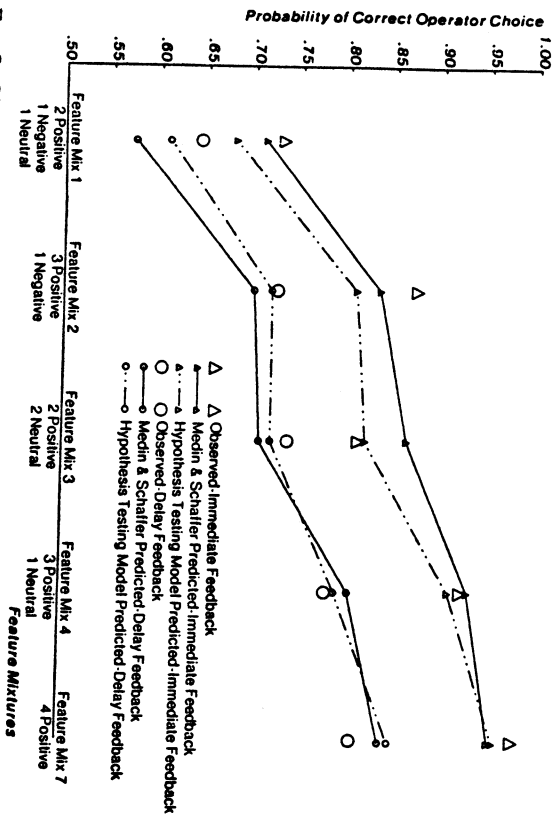 Probability of Correct Operator Choice
1.00
.95
.90
.85
.80
.75
.70
.65
.60
.55
.50
Observed-Immediate Feedback
Medin & Schaffer Predicted-Immediate Feedback
Hypothesis Testing Model Predicted-Immediate Feedback
Observed-Delay Feedback
Medin & Schaffer Predicted-Delay Feedback
Hypothesis Testing Model Predicted-Delay Feedback
Feature Mix 1
2 Positive
1 Negative
1 Neutral
Feature Mix 2
3 Positive
1 Negative
Feature Mix 3
2 Positive
2 Neutral
Feature Mix 4
3 Positive
1 Neutral
Feature Mix 7
4 Positive
Feature Mixtures